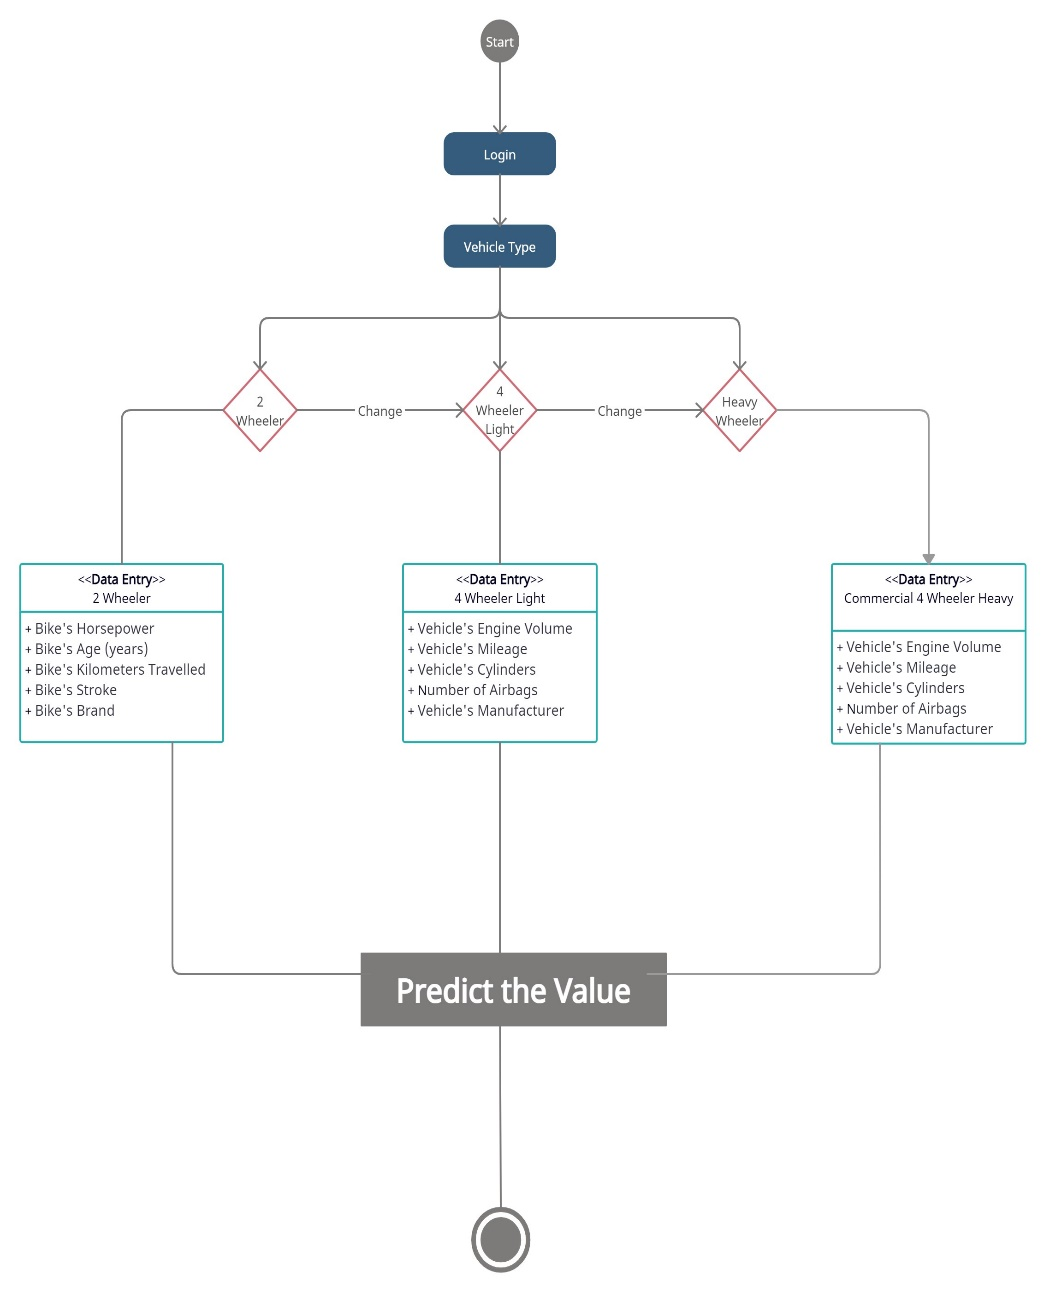 Start
Login
Vehicle Type
2
Wheeler
Change
4
Wheeler
Light
Change
Heavy
Wheeler
<<Data Entry>>
2 Wheeler
+ Bike's Horsepower
+ Bike's Age (years)
+ Bike's Kilometers Travelled
+ Bike's Stroke
+ Bike's Brand
<<Data Entry>>
4 Wheeler Light
+ Vehicle's Engine Volume
+ Vehicle's Mileage
+ Vehicle's Cylinders
+ Number of Airbags
+ Vehicle's Manufacturer
<<Data Entry>>
Commercial 4 Wheeler Heavy
+ Vehicle's Engine Volume
+ Vehicle's Mileage
+ Vehicle's Cylinders
+ Number of Airbags
+ Vehicle's Manufacturer
Predict the Value